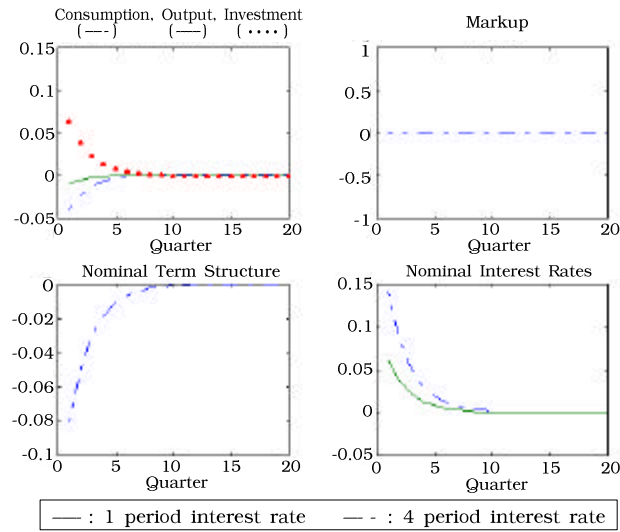 Consumption, Output, Investment
(—–-) (——) (••••)
0.15
0.1
0.05
0
-0.05
0 5 10 15 20
Quarter
Markup
1
0.5
0
-0.5
-1
0 5 10 15 20
Quarter
Nominal Term Structure
0
-0.02
-0.04
-0.06
-0.08
-0.1
0 5 10 15 20
Quarter
Nominal Interest Rates
0.15
0.10
0.05
0
-0.05
0 5 10 15 20
Quarter
—— : 1 period interest rate —– - : 4 period interest rate